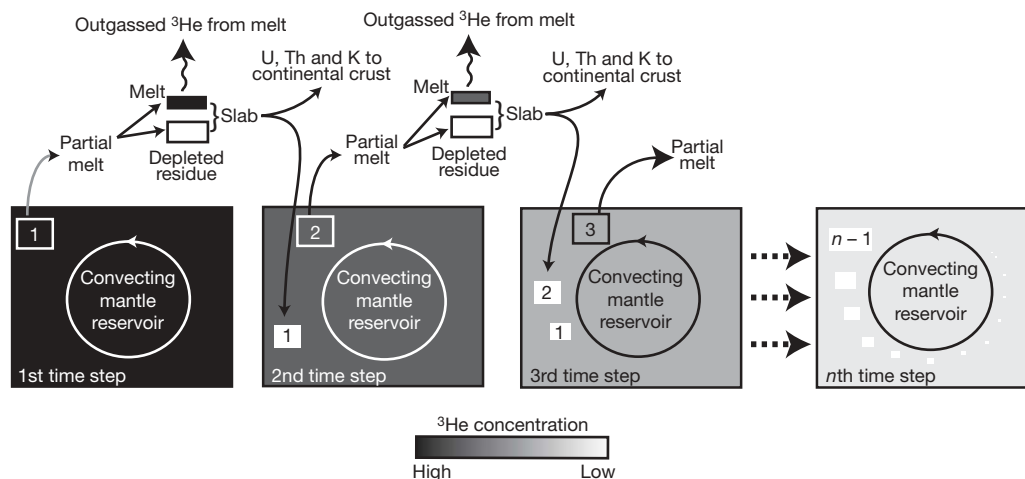 Outgassed ³He from melt
Outgassed ³He from melt
U, Th and K to
continental crust
U, Th and K to
continental crust
Melt
Melt
Slab
Slab
Partial
melt
Depleted
residue
Partial
melt
Depleted
residue
Partial
melt
1
Convecting
mantle
reservoir
1st time step
2
Convecting
mantle
reservoir
1
2nd time step
3
Convecting
mantle
reservoir
2
1
3rd time step
n – 1
Convecting
mantle
reservoir
nth time step
³He concentration
High
Low